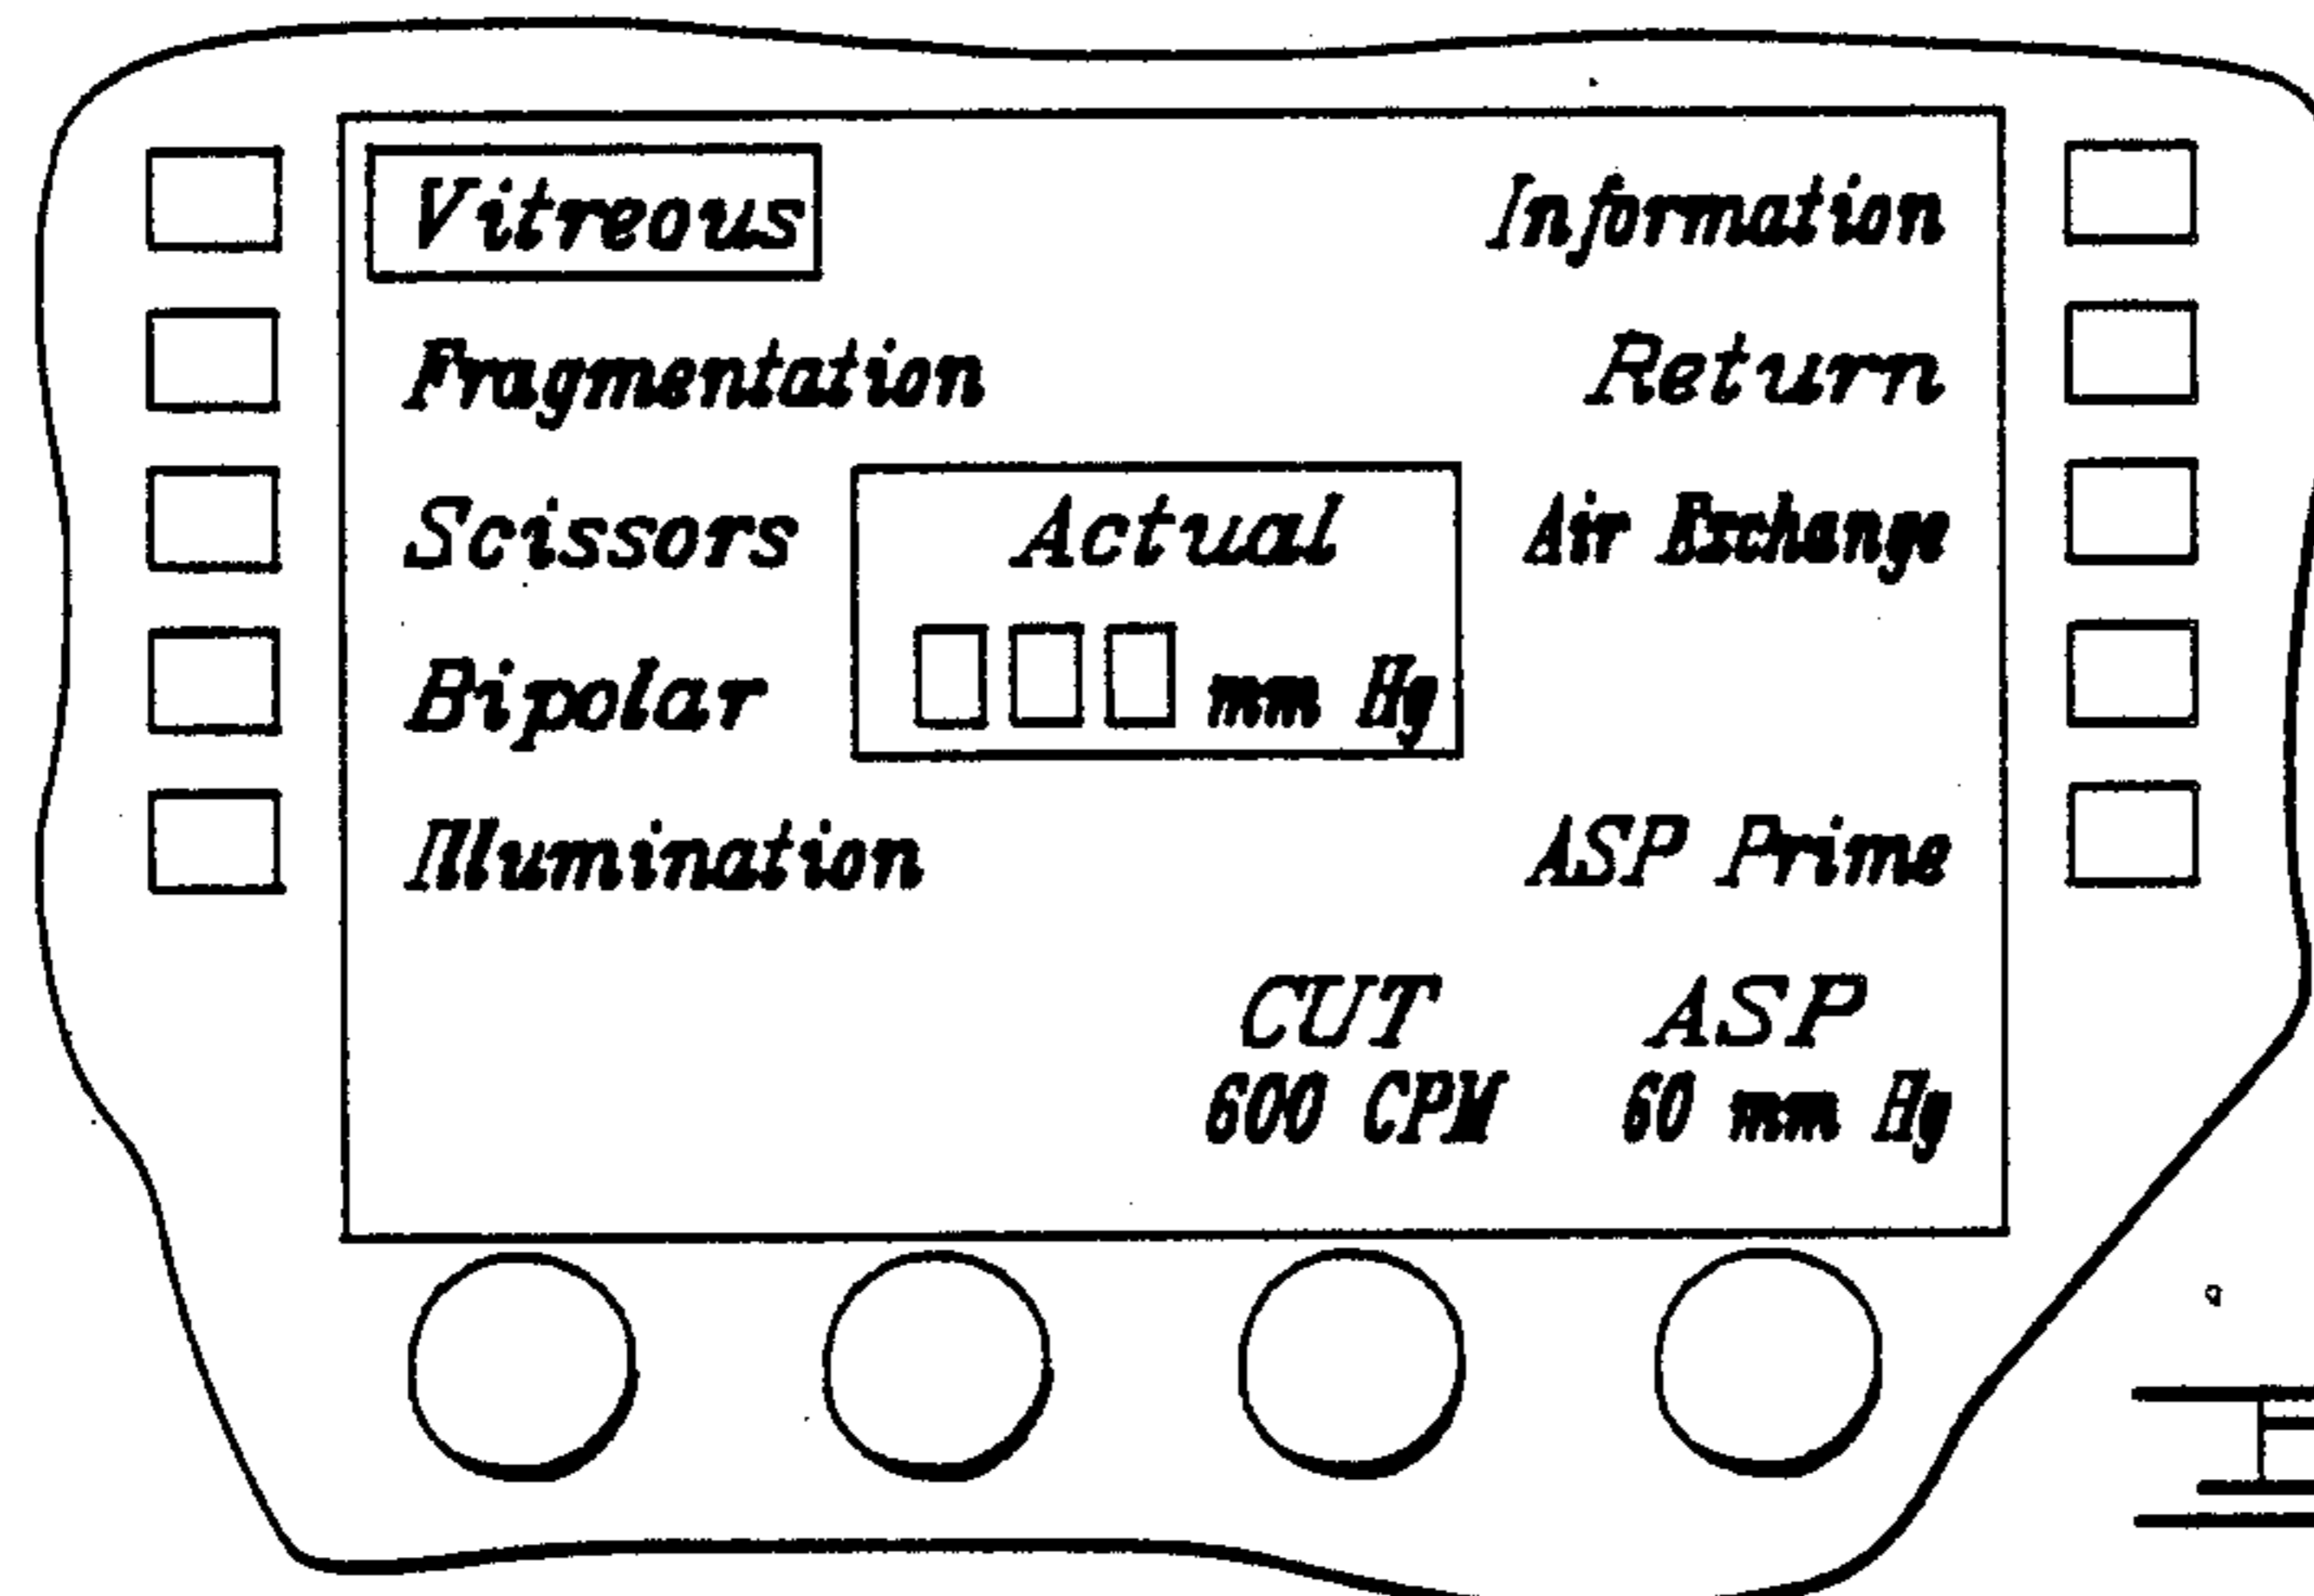 Vitreous
Information
Fragmentation
Return
Scissors
Actual
Air Exchange
Bipolar
mm Hg
Illumination
ASP Prime
CUT
ASP
600 CPM
60 mm Hg